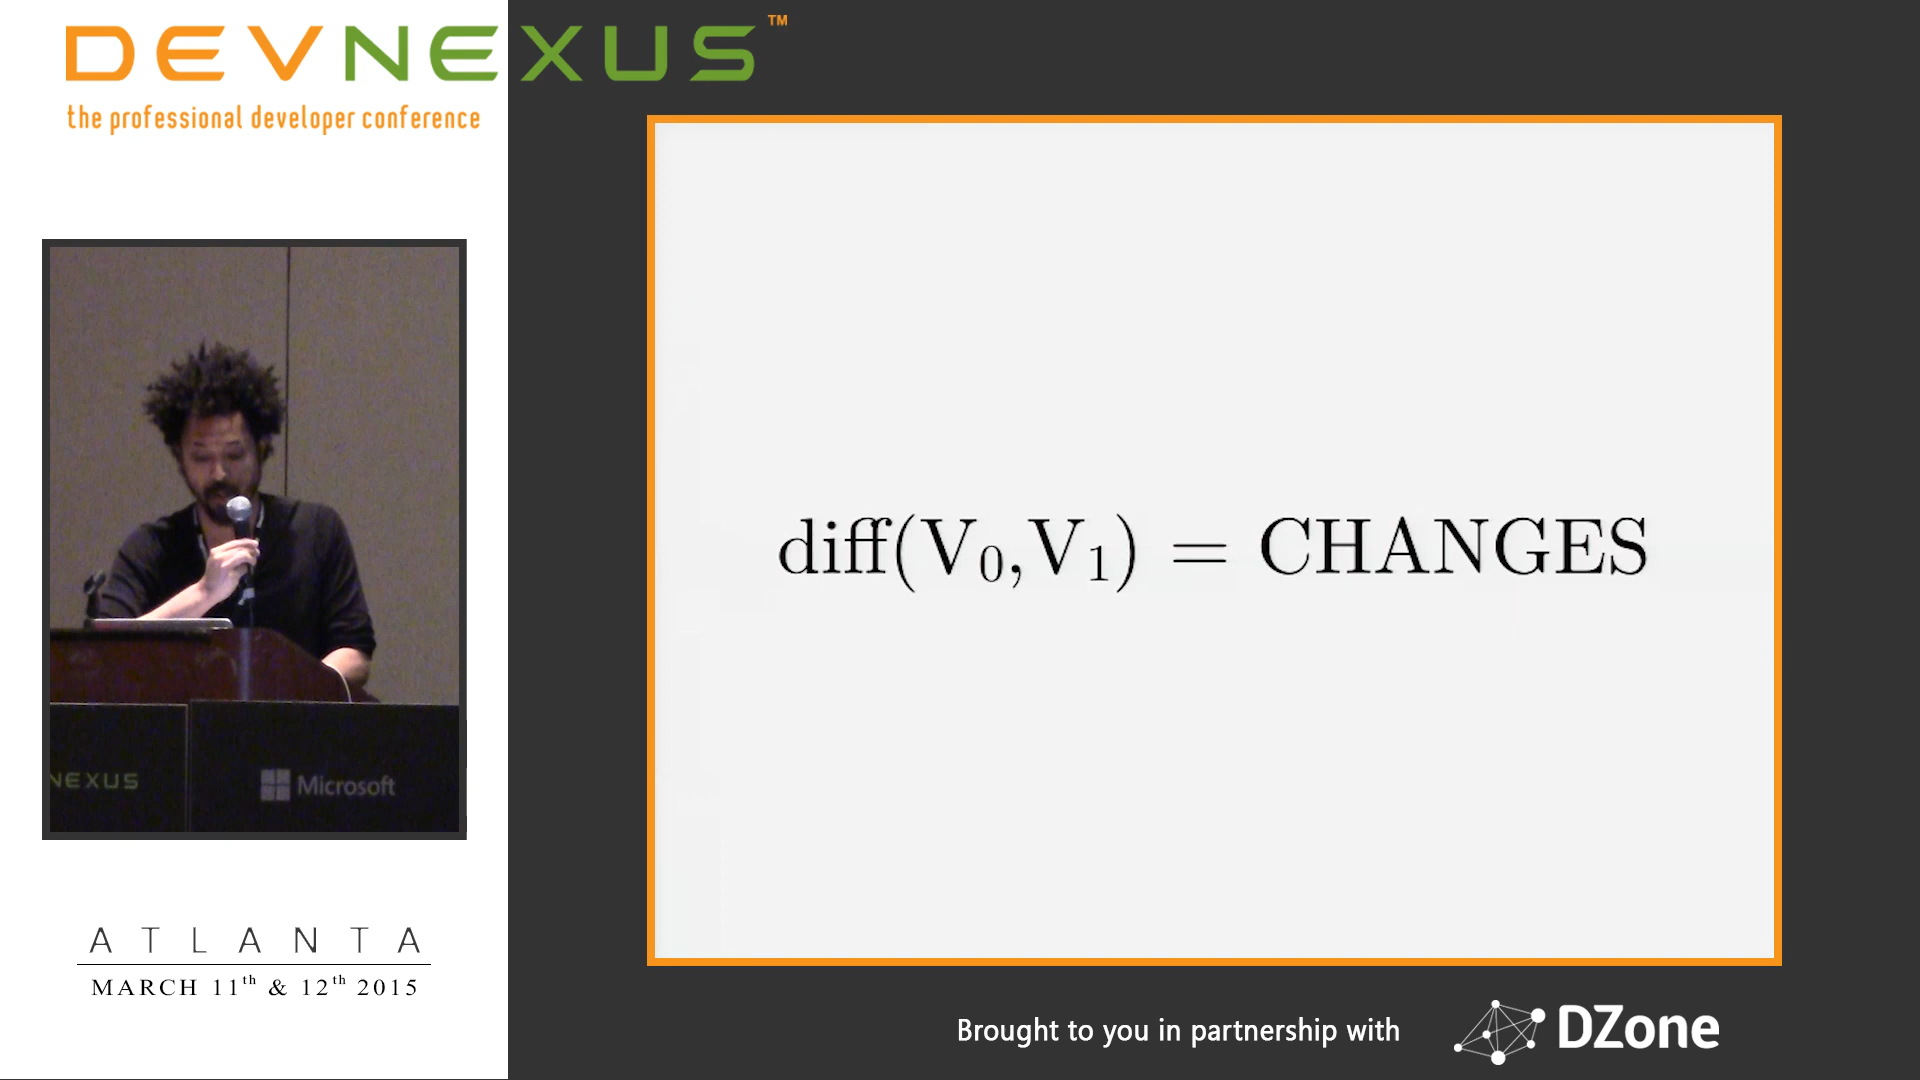 DEVNEXUS™
the professional developer conference
diff(V₀,V₁) = CHANGES
NEXUS
Microsoft
ATLANTA
MARCH 11th & 12th 2015
Brought to you in partnership with
DZone